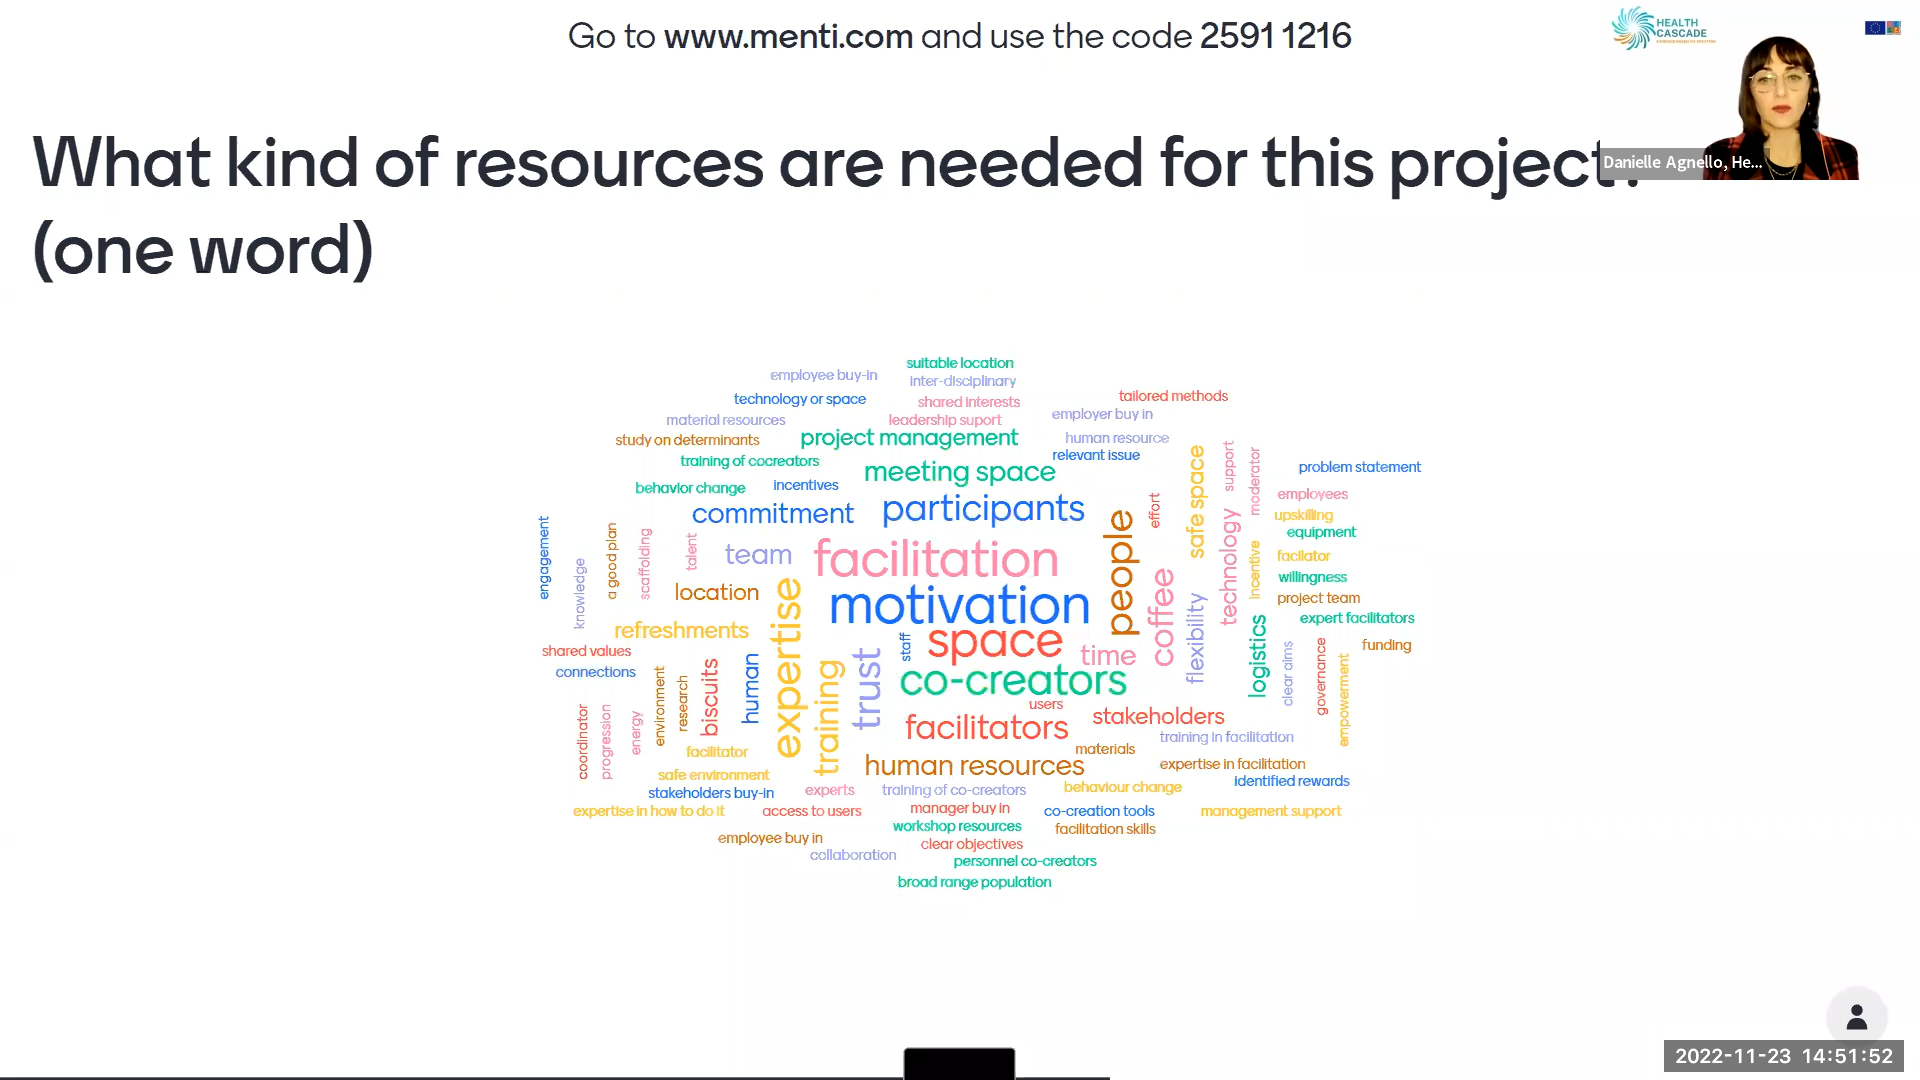 Go to www.menti.com and use the code 2591 1216
HEALTH
CASCADE
What kind of resources are needed for this project?
Danielle Agnello, He...
(one word)
suitable location
employee buy-in
inter-disciplinary
technology or space
shared interests
tailored methods
material resources
leadership suport
employer buy in
study on determinants
project management
human resource
training of cocreators
relevant issue
meeting space
problem statement
behavior change
incentives
participants
commitment
people
effort
safe space
support
moderator
employees
upskilling
equipment
engagement
knowledge
a good plan
scaffolding
talent
team
facilitation
technology
incentive
facilator
willingness
location
motivation
coffee
flexibility
project team
expert facilitators
refreshments
expertise
staff
space
time
logistics
clear aims
governance
funding
shared values
connections
environment
research
biscuits
human
training
trust
co-creators
users
empowerment
coordinator
progression
energy
facilitators
stakeholders
training in facilitation
facilitator
materials
human resources
expertise in facilitation
safe environment
identified rewards
stakeholders buy-in
experts
training of co-creators
behaviour change
expertise in how to do it
access to users
manager buy in
co-creation tools
management support
workshop resources
facilitation skills
employee buy in
clear objectives
collaboration
personnel co-creators
broad range population
2022-11-23 14:51:52